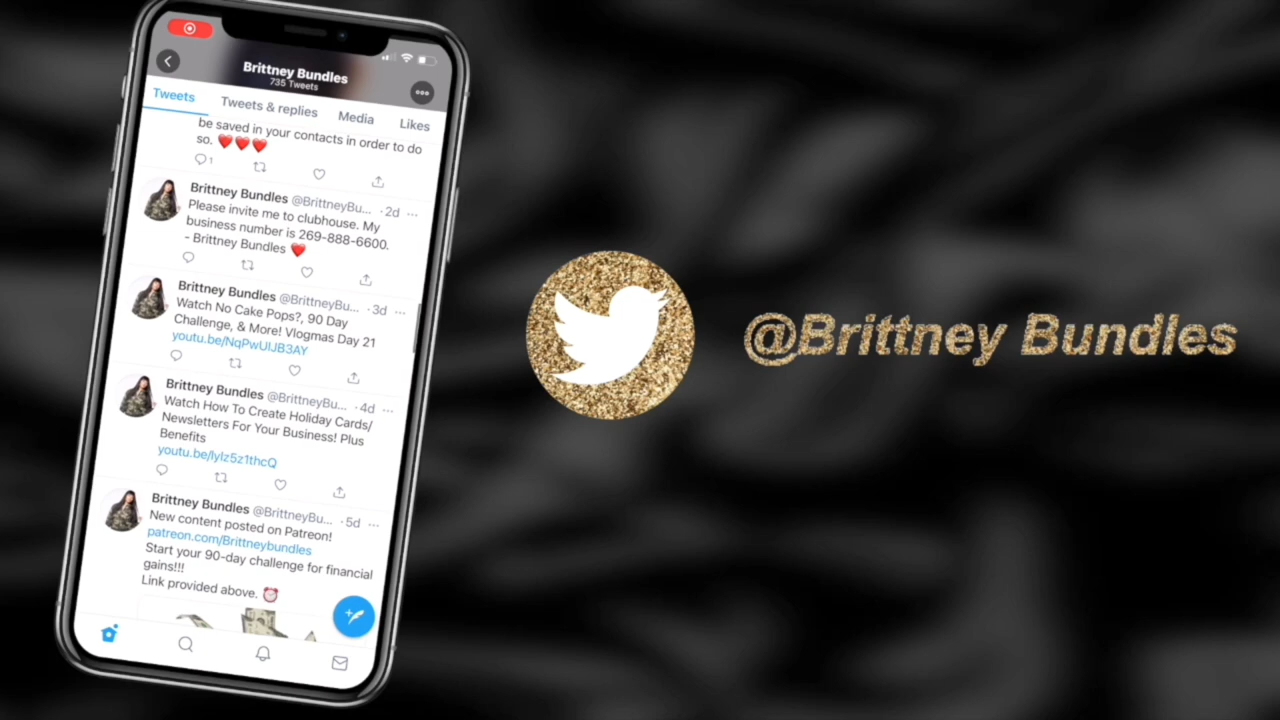 Brittney Bundles
735 Tweets
Tweets Tweets & replies Media Likes
be saved in your contacts in order to do
so. ❤️❤️❤️
1
Brittney Bundles @BrittneyBu... · 2d ...
Please invite me to clubhouse. My
business number is 269-888-6600.
- Brittney Bundles ❤️
Brittney Bundles @BrittneyBu... · 3d ...
Watch No Cake Pops?, 90 Day
Challenge, & More! Vlogmas Day 21
youtu.be/NqPwUlJB3AY
Brittney Bundles @BrittneyBu... · 4d ...
Watch How To Create Holiday Cards/
Newsletters For Your Business! Plus
Benefits
youtu.be/lylz5z1thcQ
Brittney Bundles @BrittneyBu... · 5d ...
New content posted on Patreon!
patreon.com/Brittneybundles
Start your 90-day challenge for financial
gains!!!
Link provided above. ⏰
@Brittney Bundles